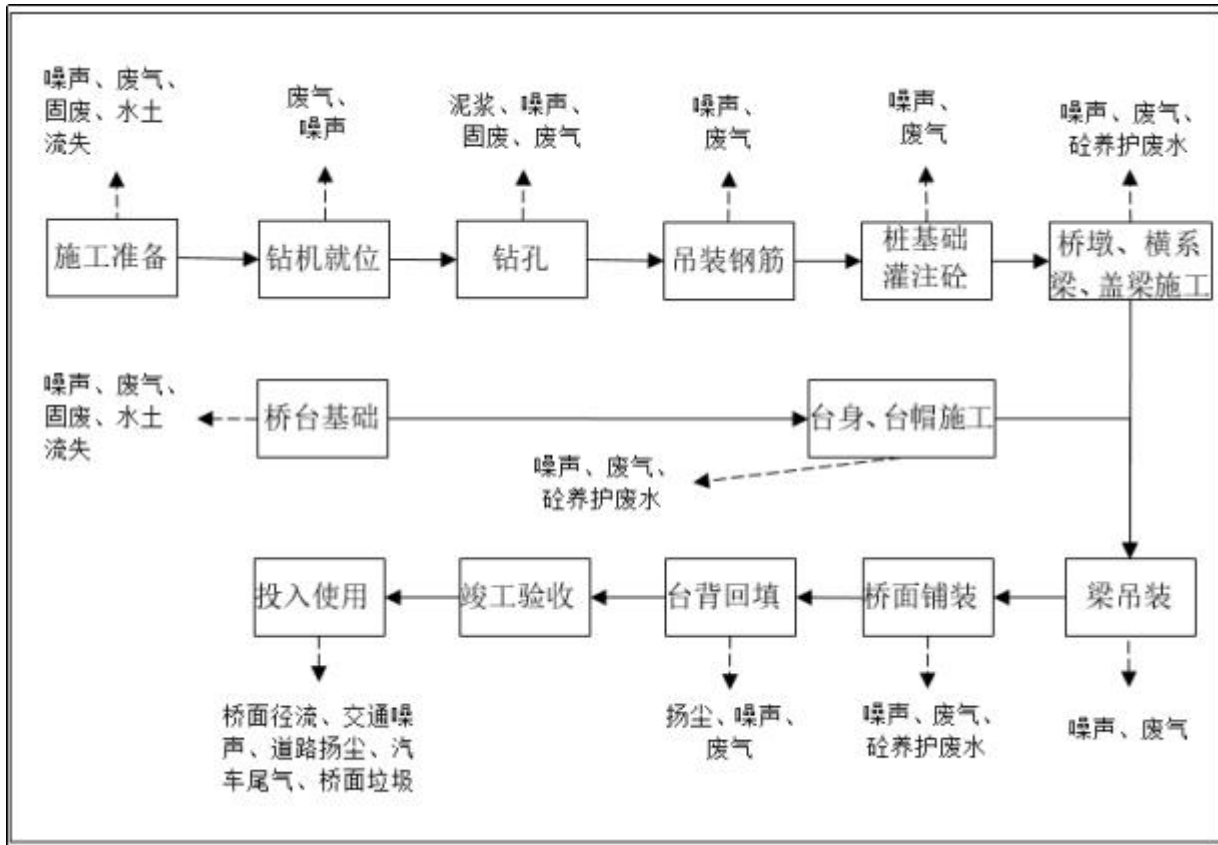 噪声、废气、
固废、水土
流失
废气、
噪声
泥浆、噪声、
固废、废气
噪声、
废气
噪声、
废气
噪声、废气、
砼养护废水
施工准备
钻机就位
钻孔
吊装钢筋
桩基础
灌注砼
桥墩、横系
梁、盖梁施工
噪声、废气、
固废、水土
流失
桥台基础
台身、台帽施工
噪声、废气、
砼养护废水
投入使用
竣工验收
台背回填
桥面铺装
梁吊装
桥面径流、交通噪
声、道路扬尘、汽
车尾气、桥面垃圾
扬尘、噪声、
废气
噪声、废气、
砼养护废水
噪声、废气